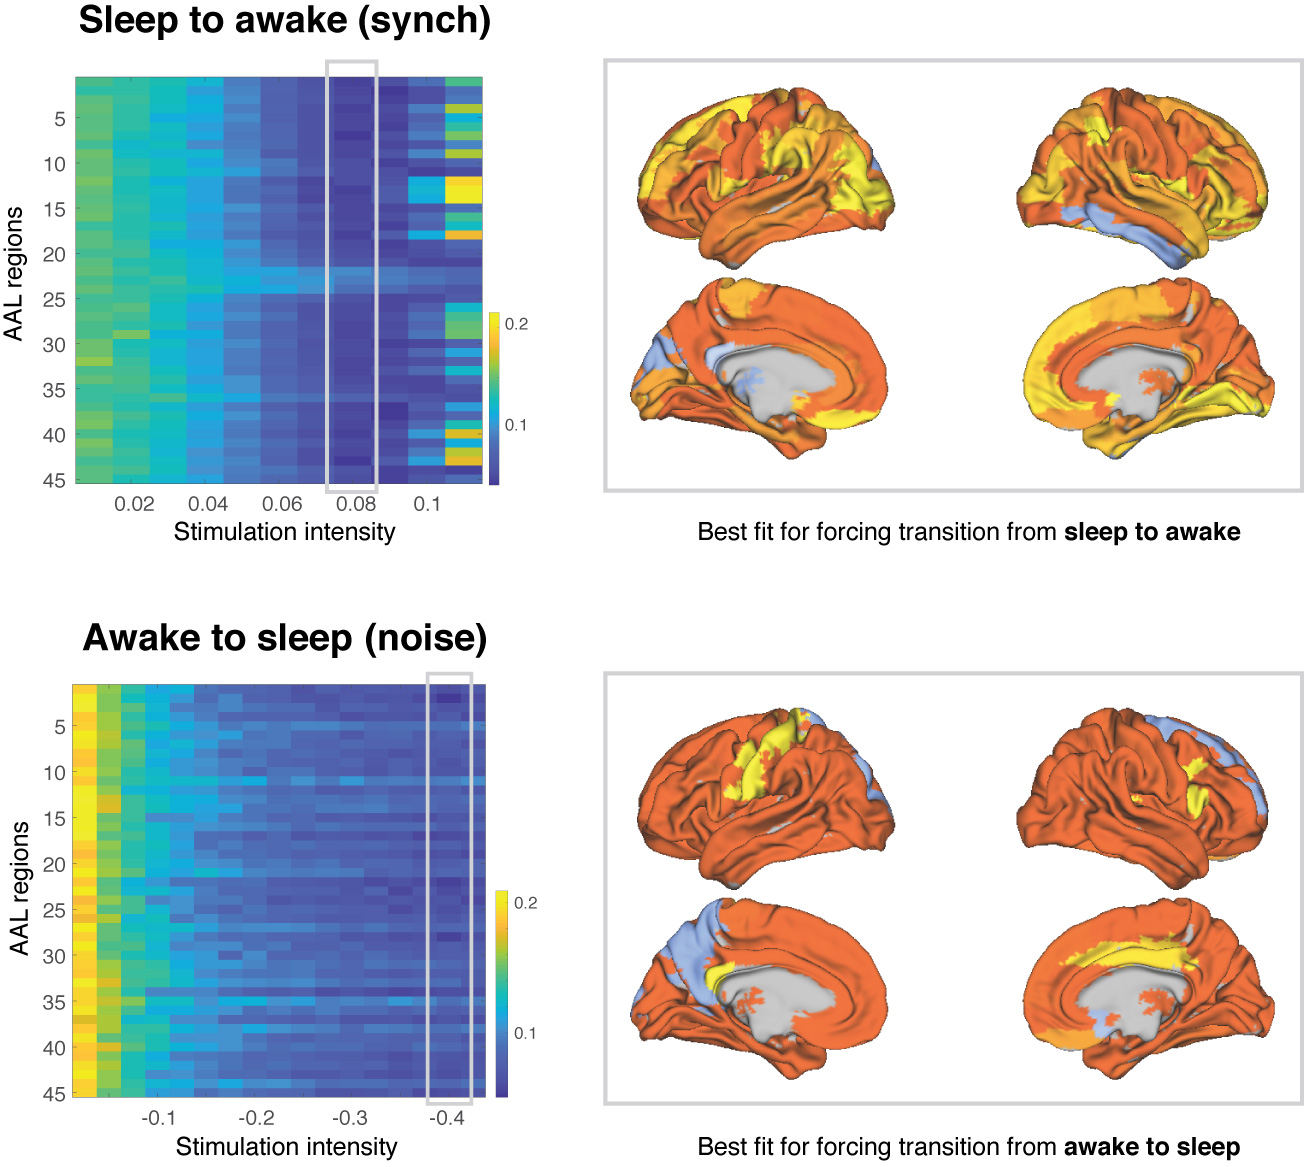 Sleep to awake (synch)
AAL regions
5
10
15
20
25
30
35
40
45
0.2
0.1
0.02 0.04 0.06 0.08 0.1
Stimulation intensity
Best fit for forcing transition from sleep to awake
Awake to sleep (noise)
AAL regions
5
10
15
20
25
30
35
40
45
0.2
0.1
-0.1 -0.2 -0.3 -0.4
Stimulation intensity
Best fit for forcing transition from awake to sleep